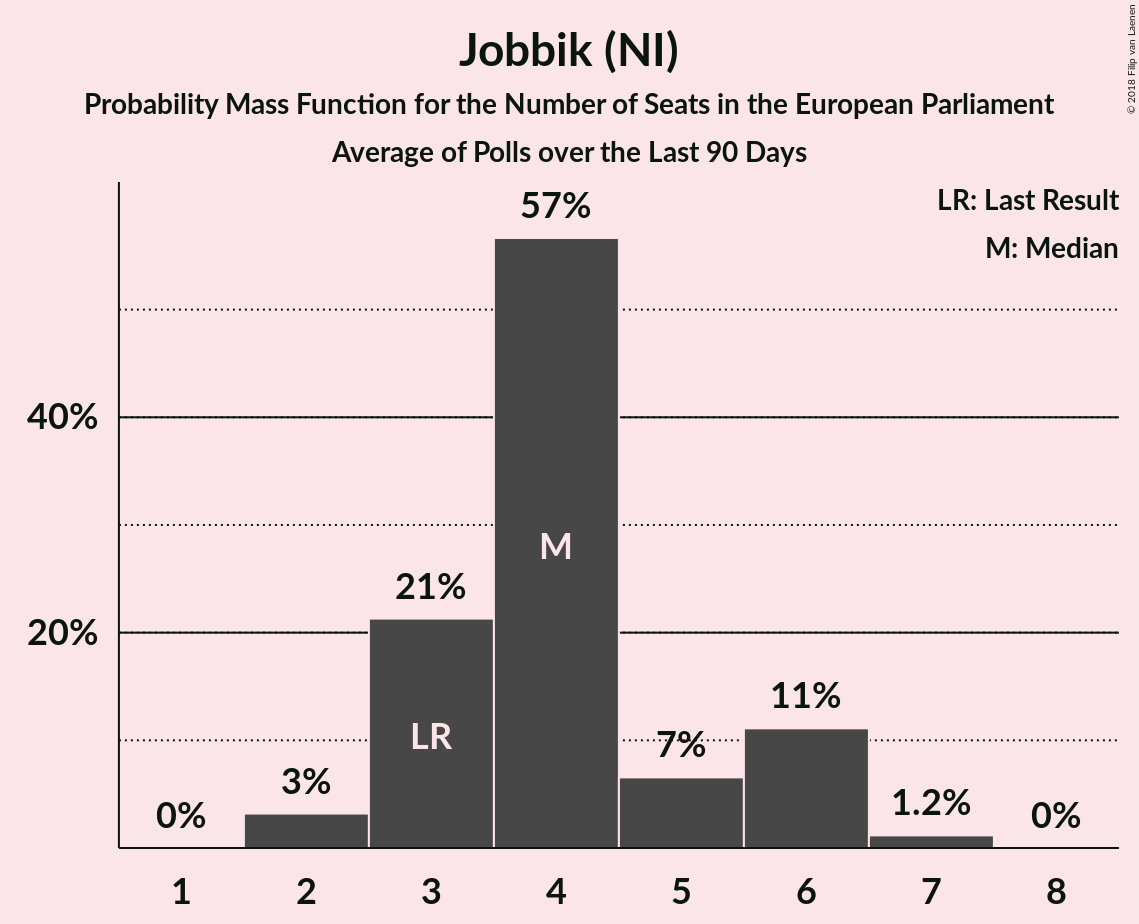 Jobbik (NI)
Probability Mass Function for the Number of Seats in the European Parliament
Average of Polls over the Last 90 Days
© 2018 Filip van Laenen
LR: Last Result
M: Median
57%
40%
M
21%
20%
LR
11%
7%
3%
1.2%
0%
0%
1 2 3 4 5 6 7 8